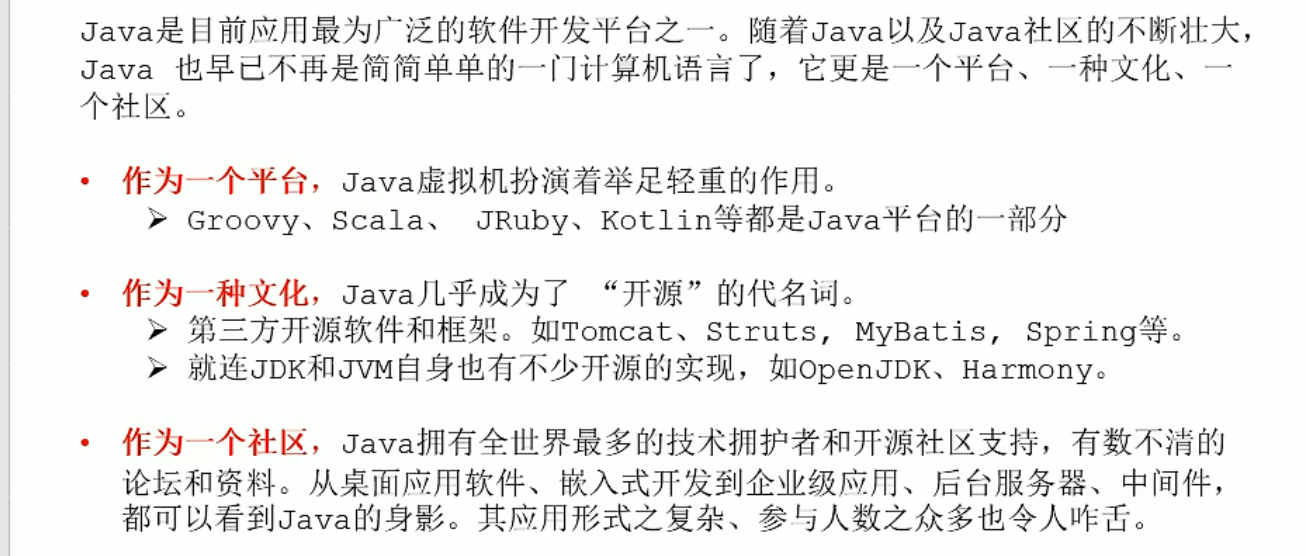 Java是目前应用最为广泛的软件开发平台之一。随着Java以及Java社区的不断壮大，
Java 也早已不再是简简单单的一门计算机语言了，它更是一个平台、一种文化、一
个社区。
• 作为一个平台，Java虚拟机扮演着举足轻重的作用。
➢ Groovy、Scala、 JRuby、Kotlin等都是Java平台的一部分
• 作为一种文化，Java几乎成为了 “开源”的代名词。
➢ 第三方开源软件和框架。如Tomcat、Struts, MyBatis, Spring等。
➢ 就连JDK和JVM自身也有不少开源的实现，如OpenJDK、Harmony。
• 作为一个社区，Java拥有全世界最多的技术拥护者和开源社区支持，有数不清的
论坛和资料。从桌面应用软件、嵌入式开发到企业级应用、后台服务器、中间件，
都可以看到Java的身影。其应用形式之复杂、参与人数之众多也令人咋舌。